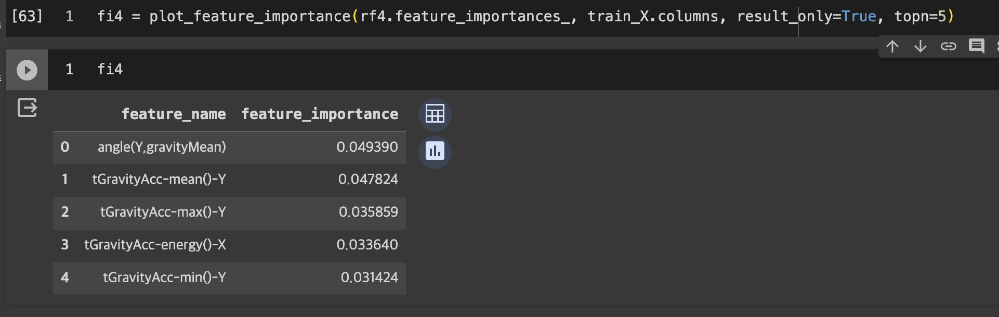 [63] 1 fi4 = plot_feature_importance(rf4.feature_importances_, train_X.columns, result_only=True, topn=5)
1 fi4
feature_name feature_importance
0 angle(Y,gravityMean) 0.049390
1 tGravityAcc-mean()-Y 0.047824
2 tGravityAcc-max()-Y 0.035859
3 tGravityAcc-energy()-X 0.033640
4 tGravityAcc-min()-Y 0.031424